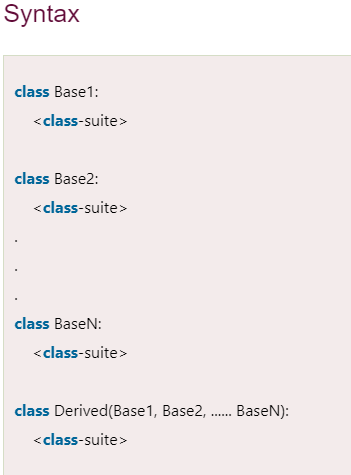 Syntax
class Base1:
<class-suite>
class Base2:
<class-suite>
.
.
.
class BaseN:
<class-suite>
class Derived(Base1, Base2, ...... BaseN):
<class-suite>